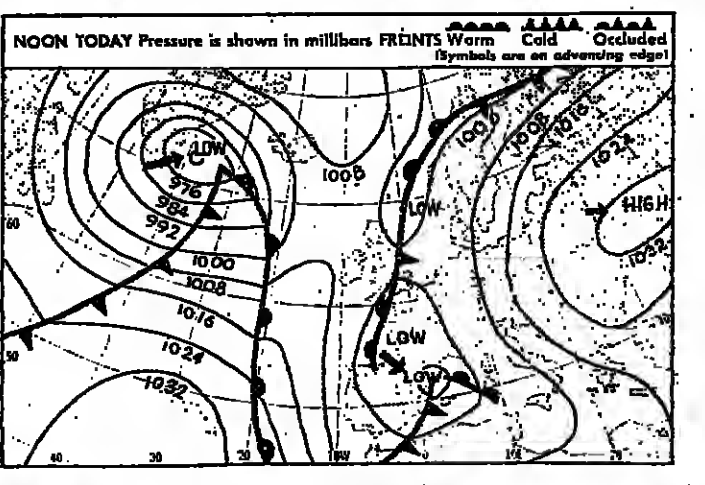 NOON TODAY Pressure is shown in millibars FRONTS Warm Cold Occluded
(Symbols are on advancing edge)
LOW
976
984
992
1000
1008
1016
1024
1032
1008
1008
1016
1024
HIGH
1032
LOW
LOW
LOW
60
50
40
30
20
10W
0